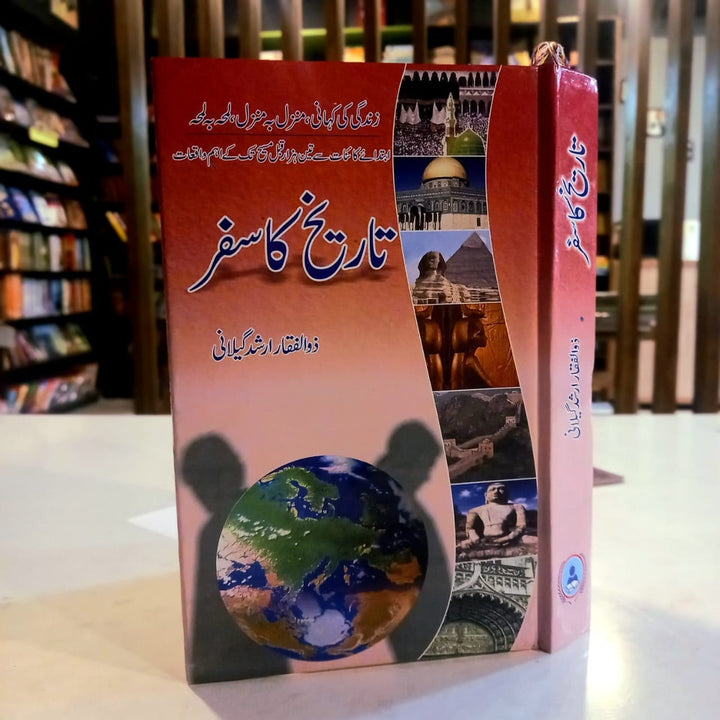 زندگی کی کہانی، منزل بہ منزل، لمحہ بہ لمحہ
ابتدائے کائنات سے تین ہزار قبل مسیح تک کے اہم واقعات
تاریخ کا سفر
ذوالفقار ارشد گیلانی
تاریخ کا سفر
ذوالفقار ارشد گیلانی